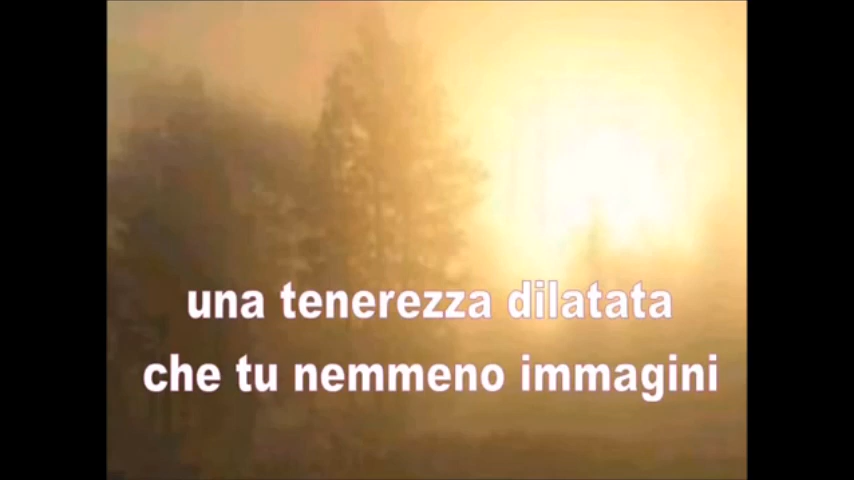 una tenerezza dilatata
che tu nemmeno immagini